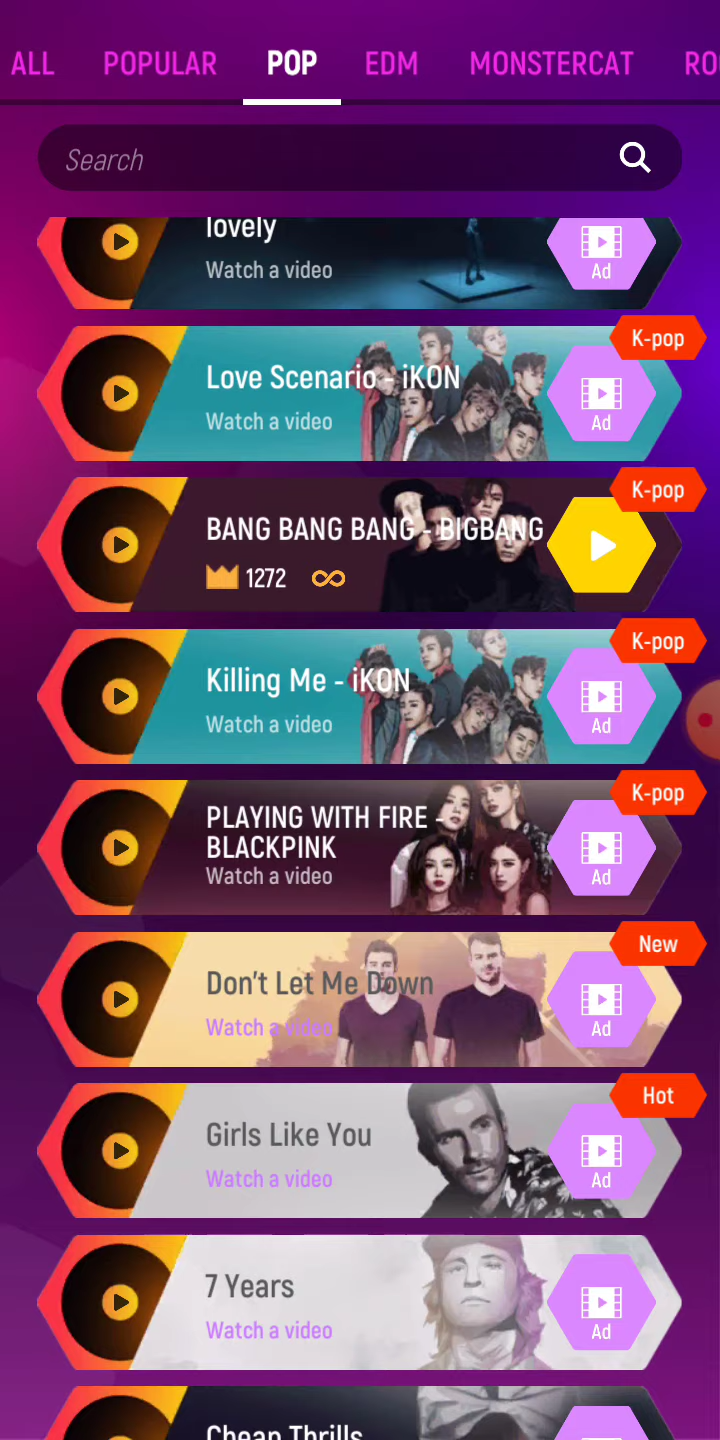 ALL POPULAR POP EDM MONSTERCAT RO
Search
lovely
Watch a video
Ad
K-pop
Love Scenario - iKON
Watch a video
Ad
K-pop
BANG BANG BANG - BIGBANG
1272 ∞
K-pop
Killing Me - iKON
Watch a video
Ad
K-pop
PLAYING WITH FIRE -
BLACKPINK
Watch a video
Ad
New
Don't Let Me Down
Watch a video
Ad
Hot
Girls Like You
Watch a video
Ad
7 Years
Watch a video
Ad
Cheap Thrills